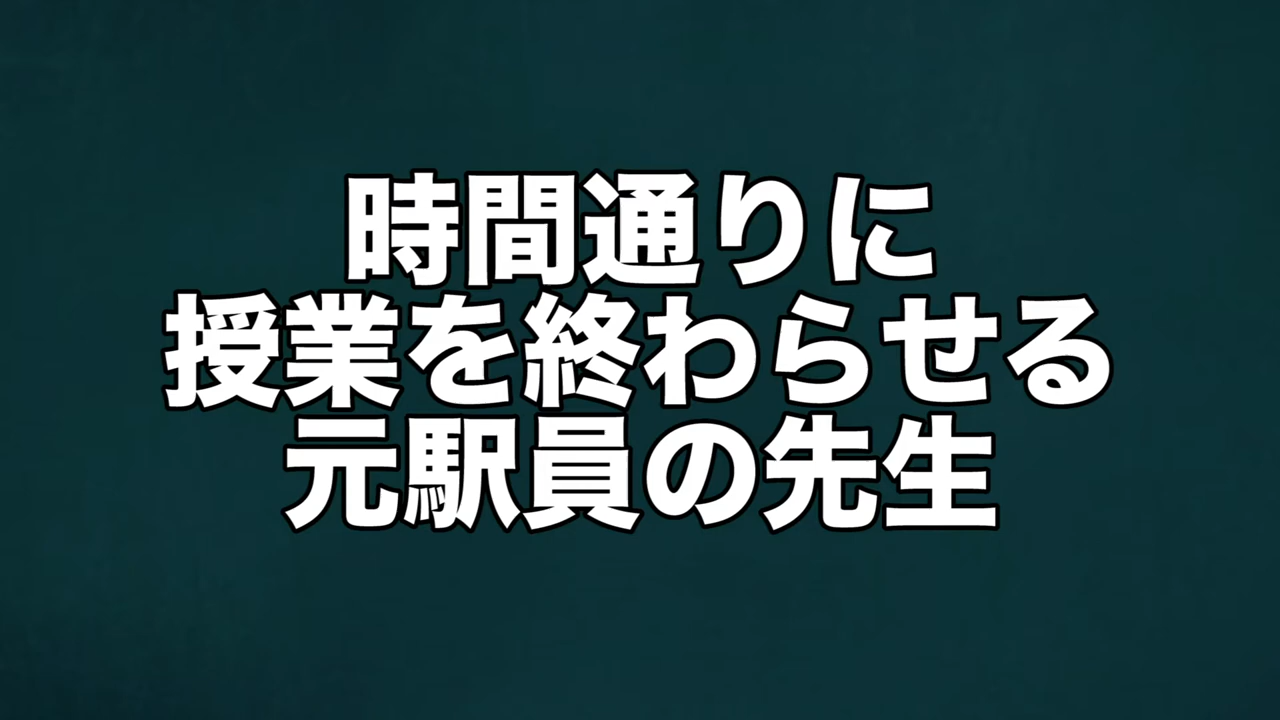 時間通りに
授業を終わらせる
元駅員の先生